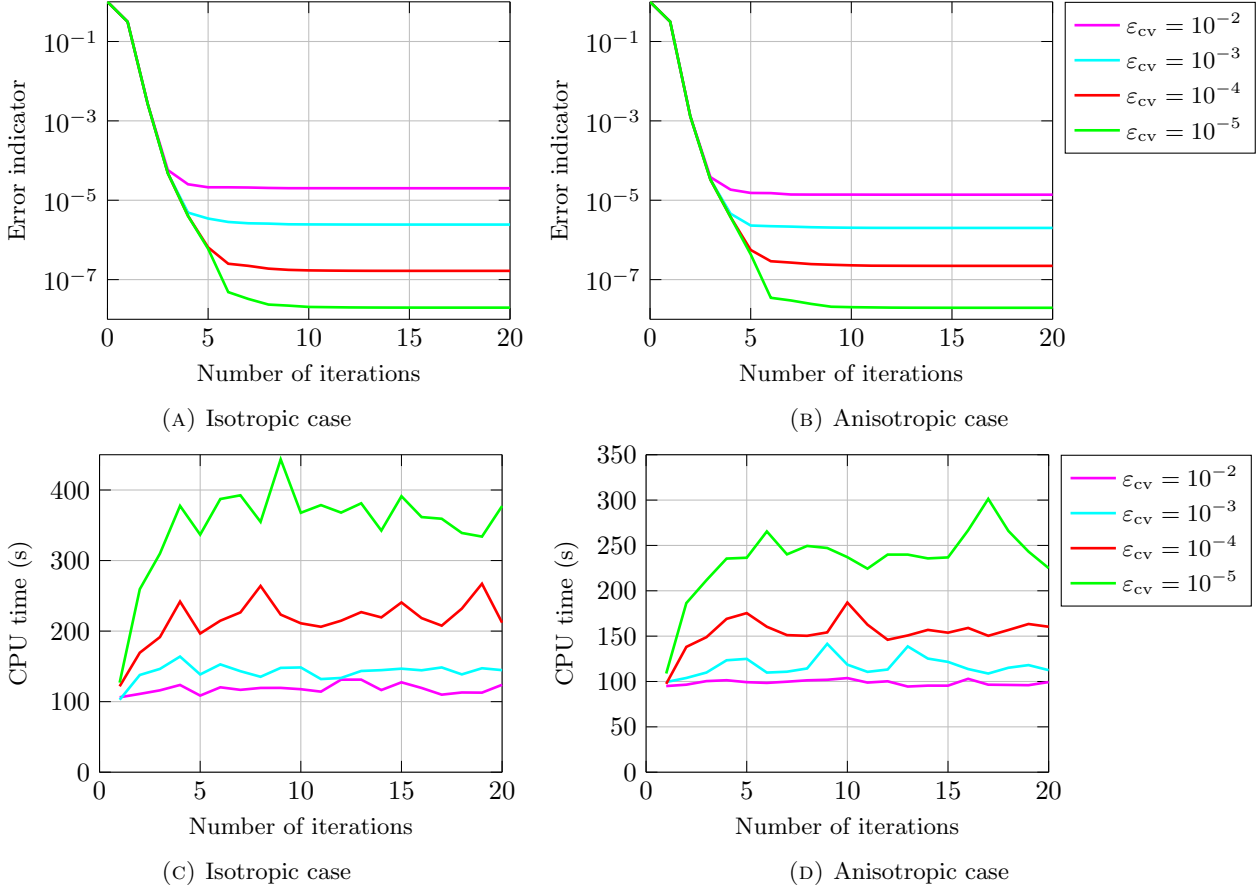 10⁻¹
10⁻³
10⁻⁵
10⁻⁷
Error indicator
0 5 10 15 20
Number of iterations
(A) Isotropic case
10⁻¹
10⁻³
10⁻⁵
10⁻⁷
Error indicator
0 5 10 15 20
Number of iterations
(B) Anisotropic case
ε_cv = 10⁻²
ε_cv = 10⁻³
ε_cv = 10⁻⁴
ε_cv = 10⁻⁵
400
300
200
100
0
CPU time (s)
0 5 10 15 20
Number of iterations
(C) Isotropic case
350
300
250
200
150
100
50
0
CPU time (s)
0 5 10 15 20
Number of iterations
(D) Anisotropic case
ε_cv = 10⁻²
ε_cv = 10⁻³
ε_cv = 10⁻⁴
ε_cv = 10⁻⁵